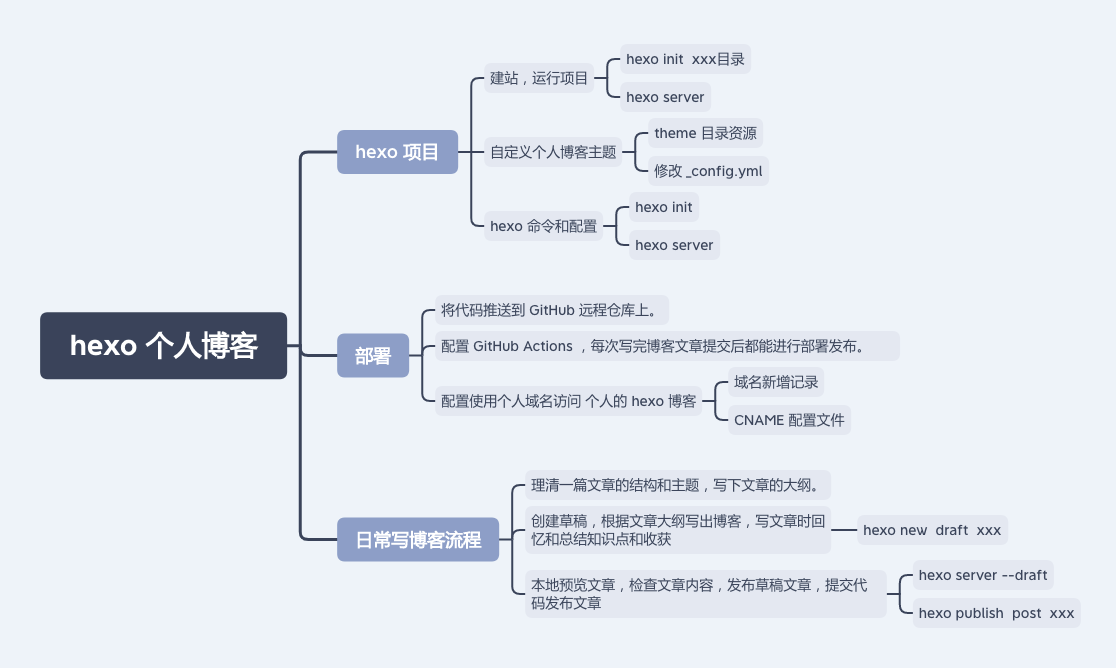 hexo 个人博客
hexo 项目
建站，运行项目
hexo init  xxx目录
hexo server
自定义个人博客主题
theme 目录资源
修改 _config.yml
hexo 命令和配置
hexo init
hexo server
部署
将代码推送到 GitHub 远程仓库上。
配置 GitHub Actions ，每次写完博客文章提交后都能进行部署发布。
配置使用个人域名访问 个人的 hexo 博客
域名新增记录
CNAME 配置文件
日常写博客流程
理清一篇文章的结构和主题，写下文章的大纲。
创建草稿，根据文章大纲写出博客，写文章时回
忆和总结知识点和收获
hexo new  draft  xxx
本地预览文章，检查文章内容，发布草稿文章，提交代
码发布文章
hexo server --draft
hexo publish  post  xxx